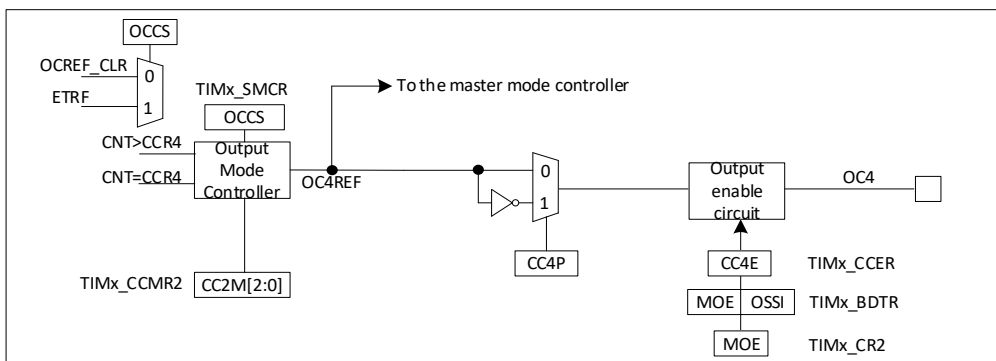 OCCS
OCREF_CLR
0
ETRF
1
TIMx_SMCR
OCCS
To the master mode controller
CNT>CCR4
CNT=CCR4
Output
Mode
Controller
OC4REF
0
1
CC4P
Output
enable
circuit
OC4
TIMx_CCMR2
CC2M[2:0]
CC4E
TIMx_CCER
MOE
OSSI
TIMx_BDTR
MOE
TIMx_CR2